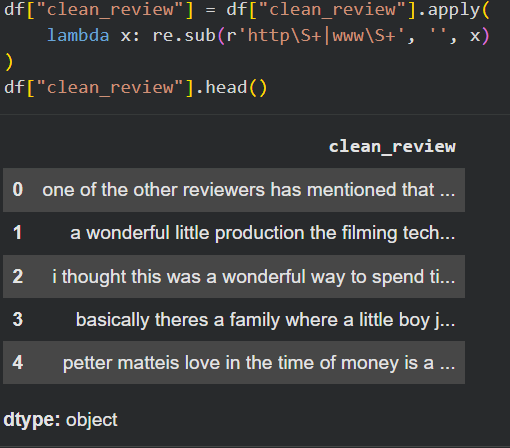 df["clean_review"] = df["clean_review"].apply(
    lambda x: re.sub(r'http\S+|www\S+', '', x)
)
df["clean_review"].head()
clean_review
0 one of the other reviewers has mentioned that ...
1 a wonderful little production the filming tech...
2 i thought this was a wonderful way to spend ti...
3 basically theres a family where a little boy j...
4 petter matteis love in the time of money is a ...
dtype: object